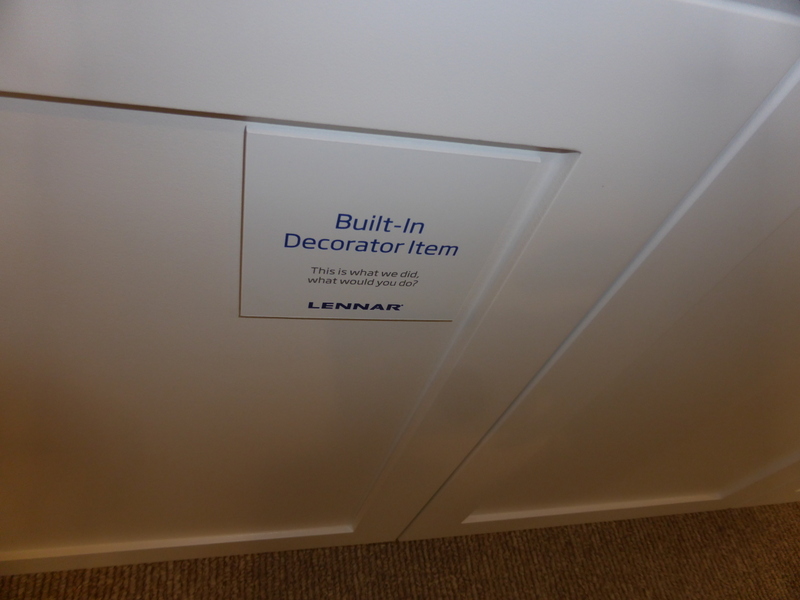 Built-In
Decorator Item
This is what we did,
what would you do?
LENNAR